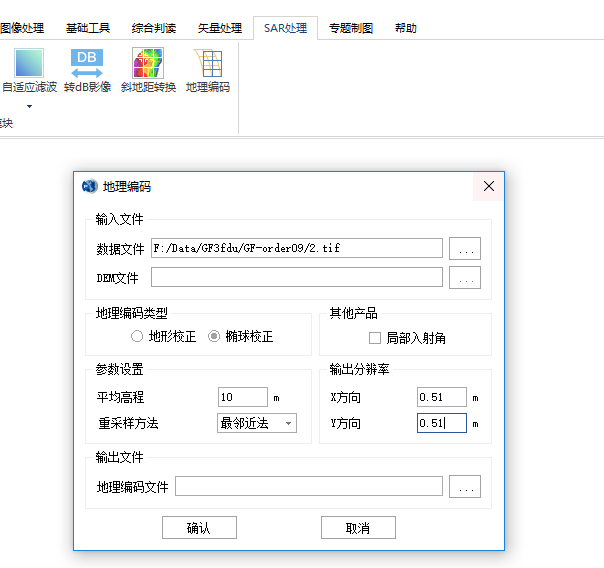 图像处理 基础工具 综合判读 矢量处理 SAR处理 专题制图 帮助
DB
自适应滤波 转dB影像 斜地距转换 地理编码
块
地理编码
输入文件
数据文件 F:/Data/GF3fdu/GF-order09/2.tif ...
DEM文件 ...
地理编码类型 其他产品
地形校正 椭球校正 局部入射角
参数设置 输出分辨率
平均高程 10 m X方向 0.51 m
重采样方法 最邻近法 Y方向 0.51 m
输出文件
地理编码文件 ...
确认 取消